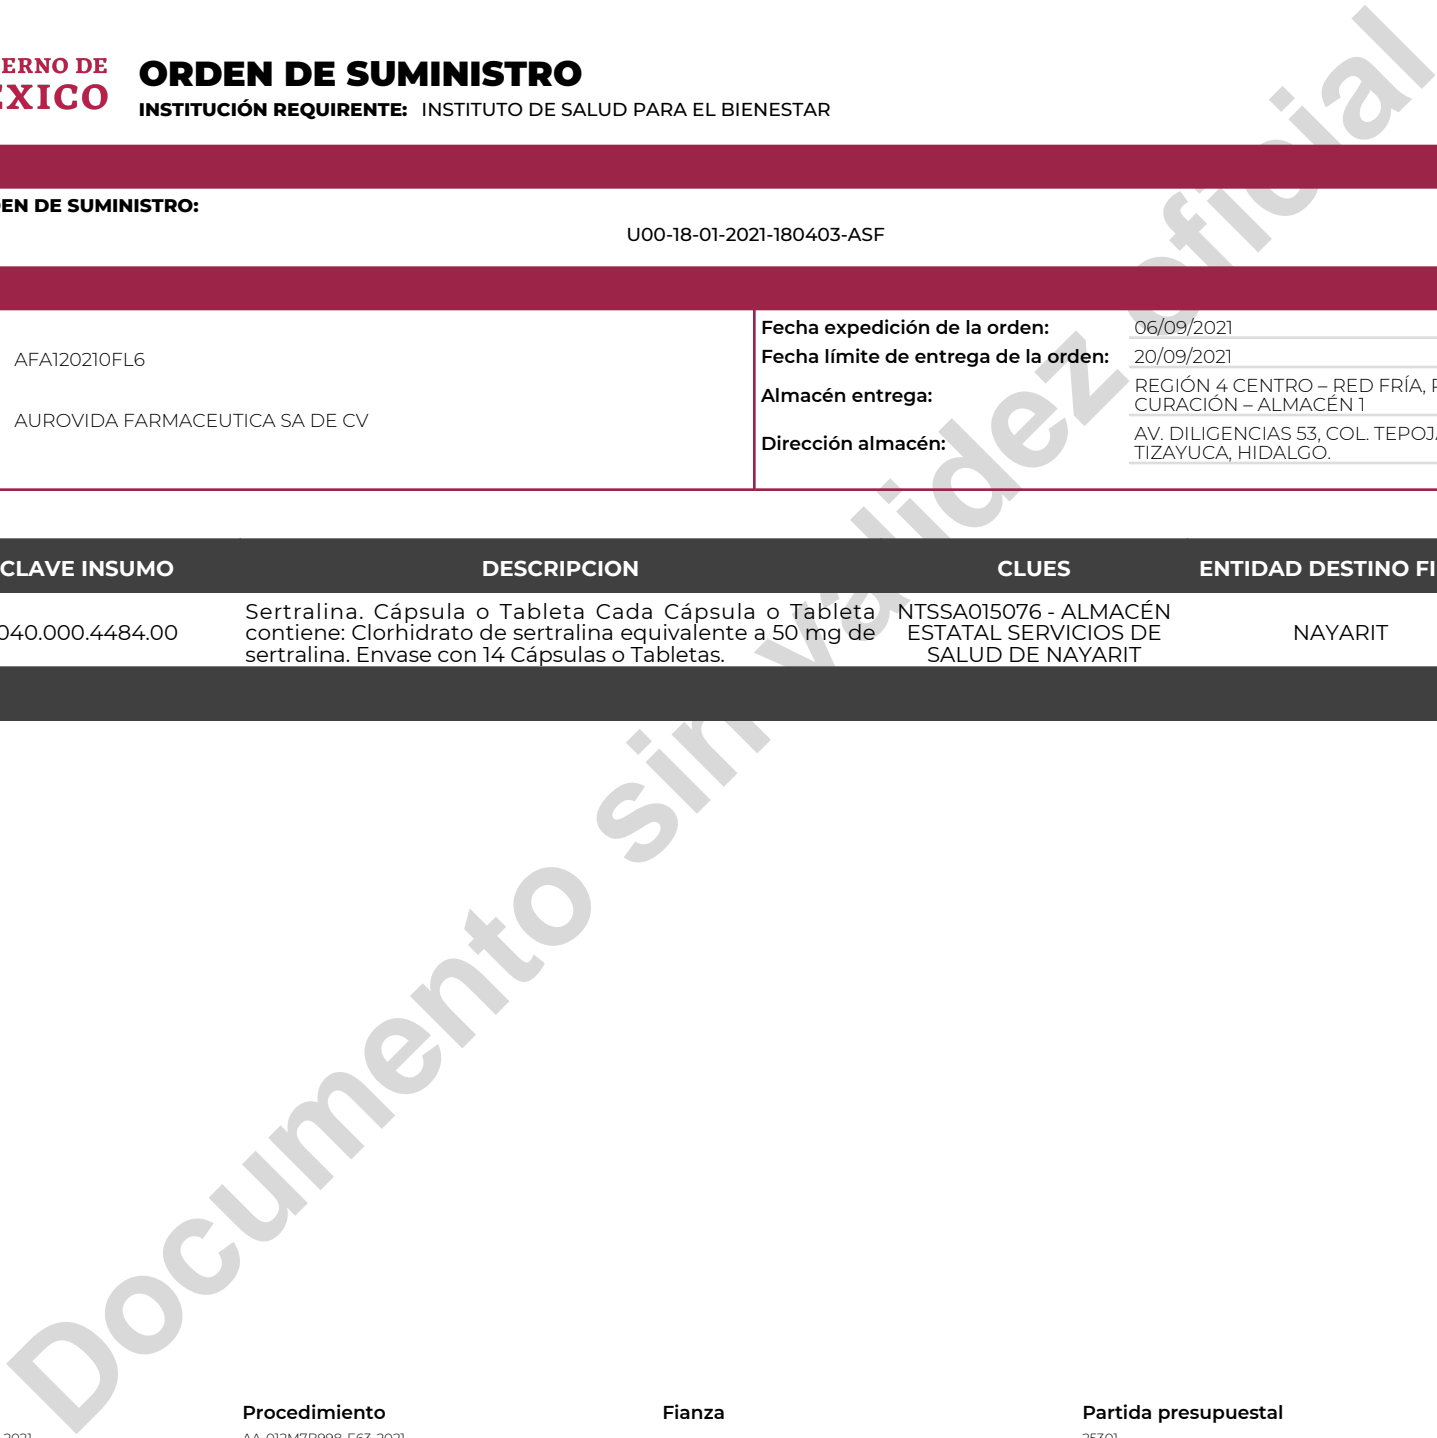 ERNO DE
XICO
ORDEN DE SUMINISTRO
INSTITUCIÓN REQUIRENTE: INSTITUTO DE SALUD PARA EL BIENESTAR
EN DE SUMINISTRO:
U00-18-01-2021-180403-ASF
AFA120210FL6
AUROVIDA FARMACEUTICA SA DE CV
Fecha expedición de la orden: 06/09/2021
Fecha límite de entrega de la orden: 20/09/2021
Almacén entrega: REGIÓN 4 CENTRO – RED FRÍA,
CURACIÓN – ALMACÉN 1
Dirección almacén: AV. DILIGENCIAS 53, COL. TEPOJ
TIZAYUCA, HIDALGO.
CLAVE INSUMO DESCRIPCION CLUES ENTIDAD DESTINO FI
040.000.4484.00
Sertralina. Cápsula o Tableta Cada Cápsula o Tableta
contiene: Clorhidrato de sertralina equivalente a 50 mg de
sertralina. Envase con 14 Cápsulas o Tabletas.
NTSSA015076 - ALMACÉN
ESTATAL SERVICIOS DE
SALUD DE NAYARIT
NAYARIT
Documento sin validez oficial
Procedimiento Fianza Partida presupuestal